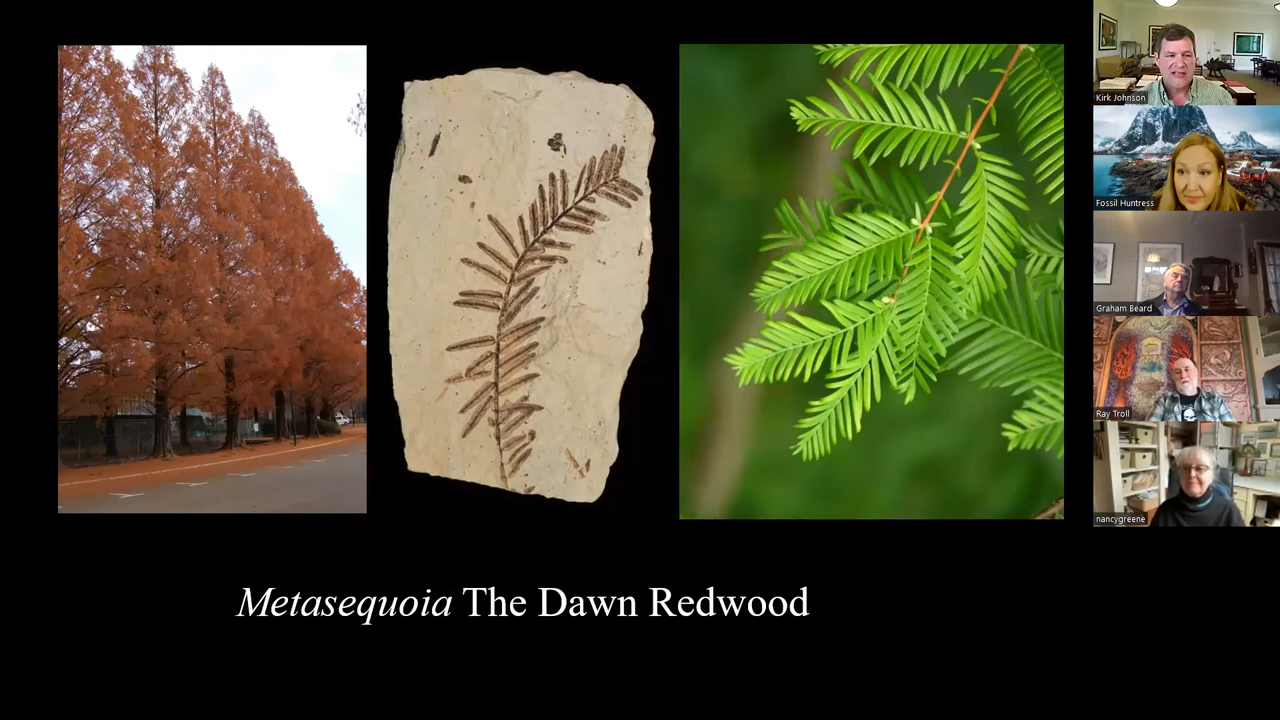 Kirk Johnson
Fossil Huntress
Graham Beard
Ray Troll
nancygreene
Metasequoia The Dawn Redwood